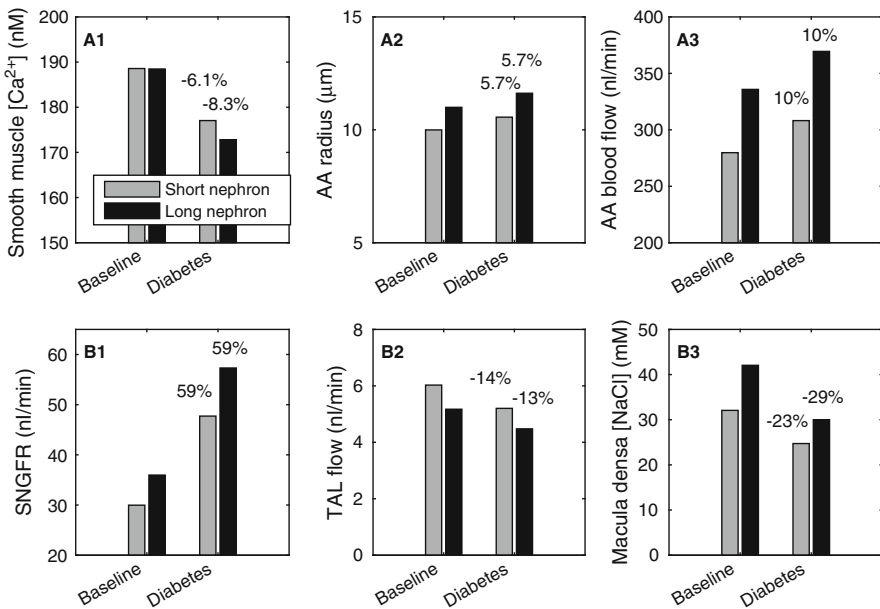 A1
Smooth muscle [Ca2+] (nM)
200
190
180
170
160
150
-6.1%
-8.3%
Short nephron
Long nephron
Baseline
Diabetes
A2
AA radius (μm)
15
10
5
5.7%
5.7%
Baseline
Diabetes
A3
AA blood flow (nl/min)
400
350
300
250
200
10%
10%
Baseline
Diabetes
B1
SNGFR (nl/min)
60
50
40
30
20
59%
59%
Baseline
Diabetes
B2
TAL flow (nl/min)
8
6
4
2
0
-14%
-13%
Baseline
Diabetes
B3
Macula densa [NaCl] (mM)
50
40
30
20
10
0
-29%
-23%
Baseline
Diabetes